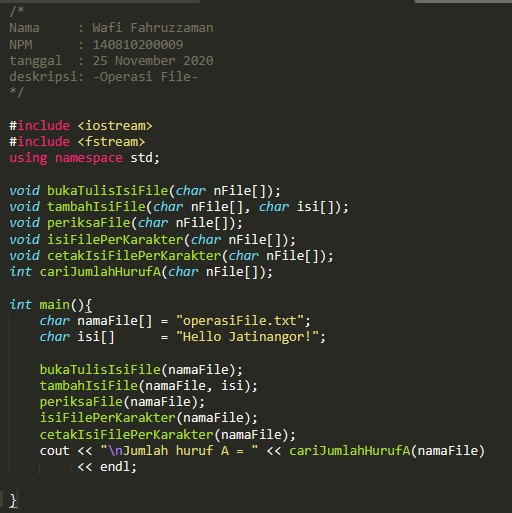 /*
Nama     : Wafi Fahruzzaman
NPM      : 140810200009
tanggal  : 25 November 2020
deskripsi: -Operasi File-
*/
#include <iostream>
#include <fstream>
using namespace std;
void bukaTulisIsiFile(char nFile[]);
void tambahIsiFile(char nFile[], char isi[]);
void periksaFile(char nFile[]);
void isiFilePerKarakter(char nFile[]);
void cetakIsiFilePerKarakter(char nFile[]);
int cariJumlahHurufA(char nFile[]);
int main(){
    char namaFile[] = "operasiFile.txt";
    char isi[]      = "Hello Jatinangor!";
    bukaTulisIsiFile(namaFile);
    tambahIsiFile(namaFile, isi);
    periksaFile(namaFile);
    isiFilePerKarakter(namaFile);
    cetakIsiFilePerKarakter(namaFile);
    cout << "\nJumlah huruf A = " << cariJumlahHurufA(namaFile)
         << endl;
}